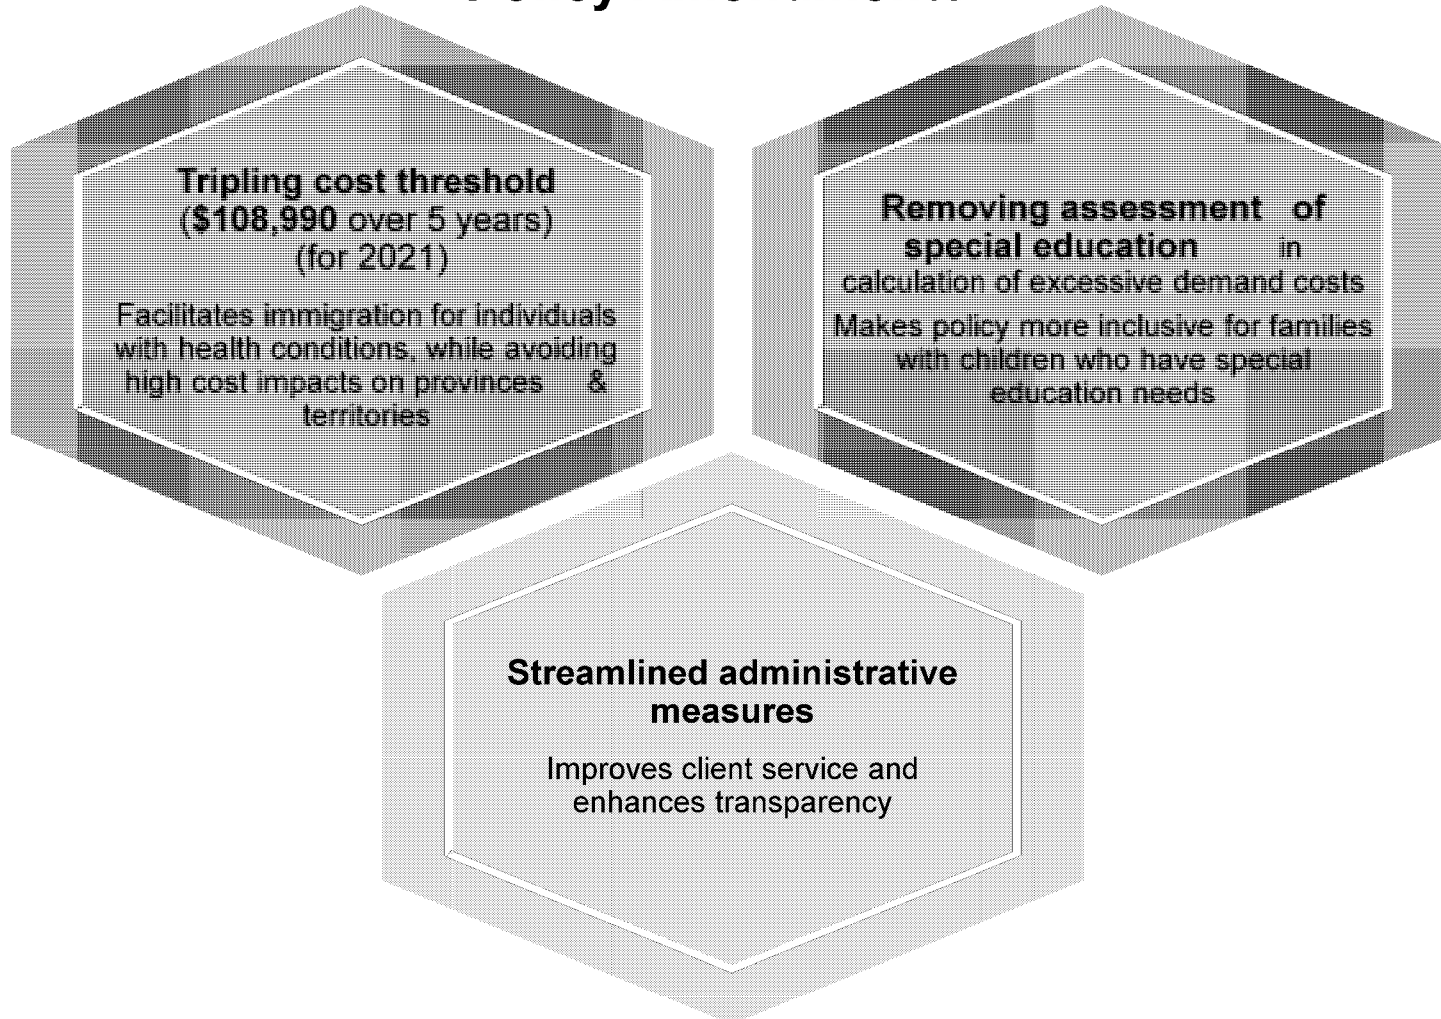 Tripling cost threshold
($108,990 over 5 years)
(for 2021)
Facilitates immigration for individuals
with health conditions, while avoiding
high cost impacts on provinces &
territories
Removing assessment of
special education in
calculation of excessive demand costs
Makes policy more inclusive for families
with children who have special
education needs
Streamlined administrative
measures
Improves client service and
enhances transparency